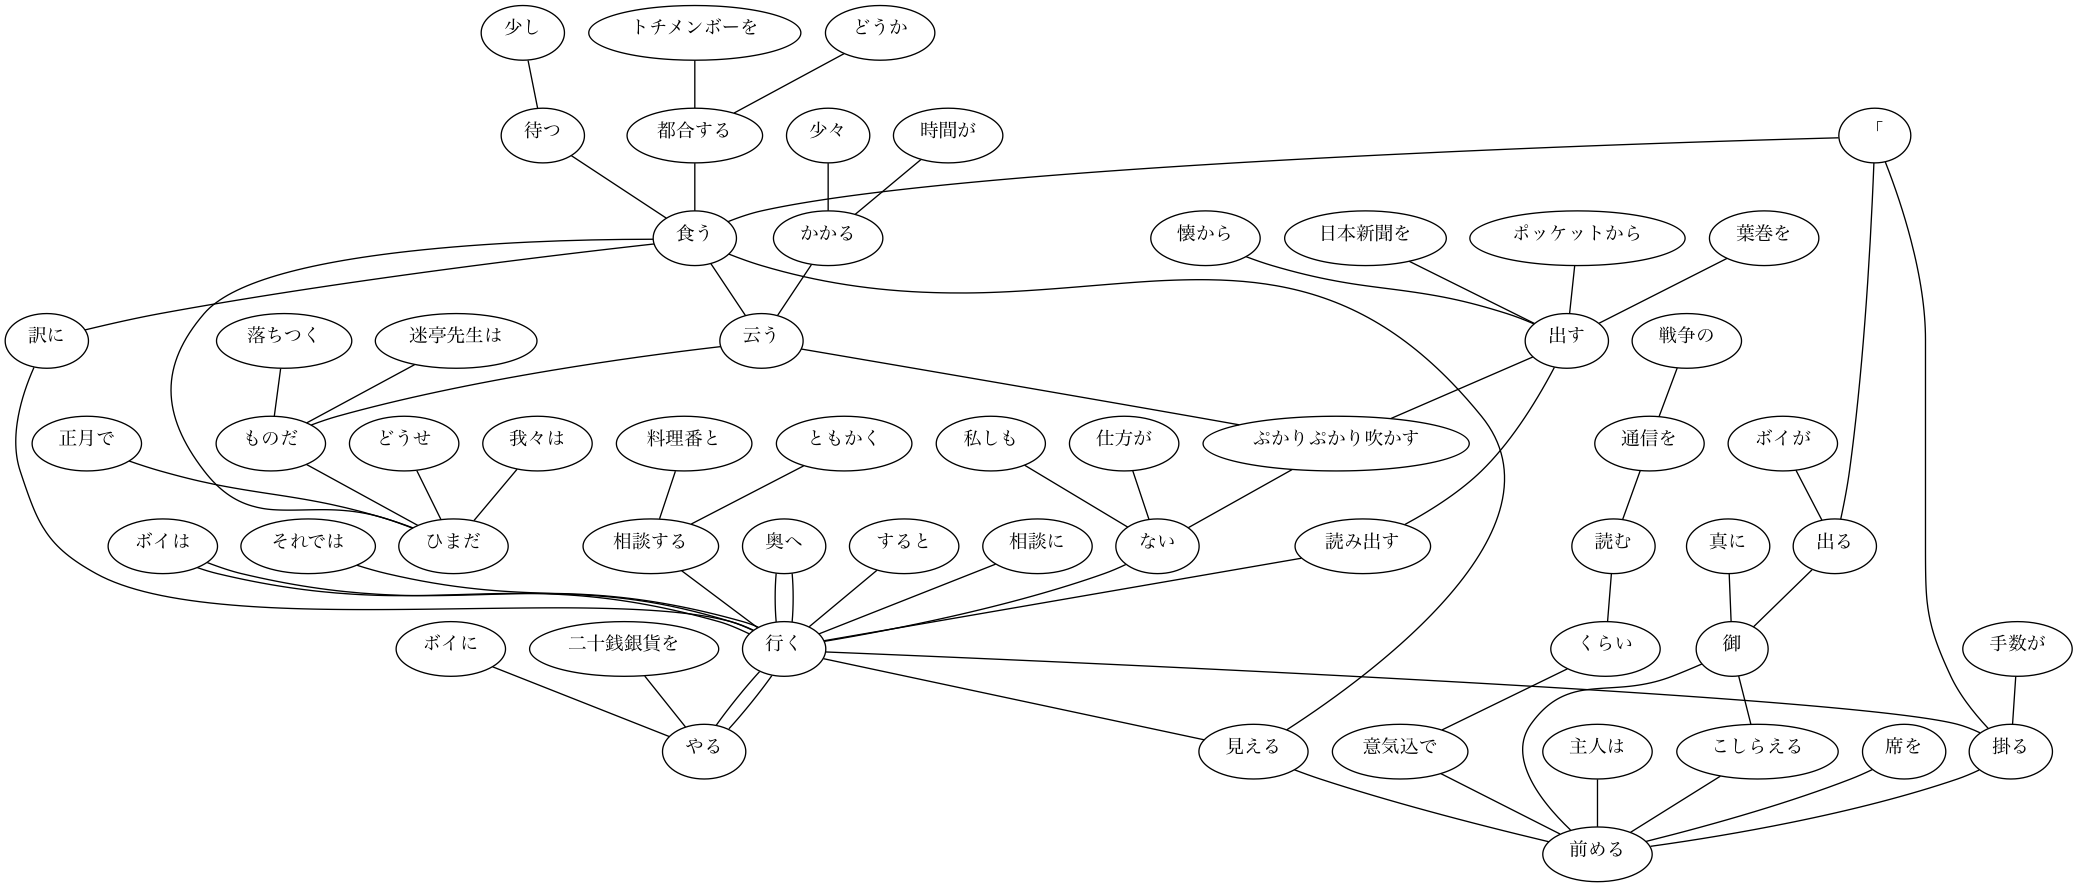 少し
トチメンボーを
どうか
待つ
都合する
少々
時間が
「
食う
かかる
懐から
日本新聞を
ポッケットから
葉巻を
訳に
落ちつく
迷亭先生は
云う
出す
戦争の
正月で
ものだ
どうせ
我々は
料理番と
ともかく
私しも
仕方が
ぷかりぷかり吹かす
通信を
ボイが
ボイは
それでは
ひまだ
相談する
奥へ
すると
相談に
ない
読み出す
読む
真に
出る
ボイに
二十銭銀貨を
行く
くらい
御
手数が
やる
見える
意気込で
主人は
こしらえる
席を
掛る
前める